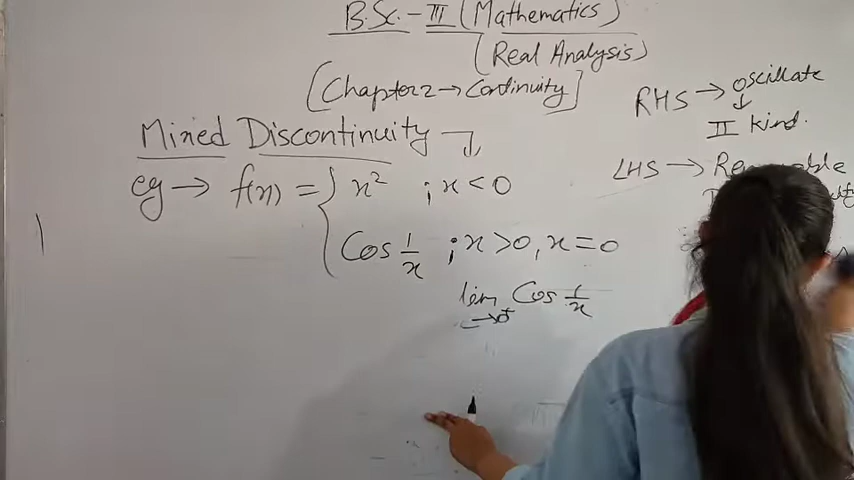 B.Sc. - III (Mathematics)
(Real Analysis)
[Chapter 2 → Continuity]
RHS → oscillate
↓
II kind.
Mixed Discontinuity
LHS →
eg → f(x) = { x² ; x < 0
Cos 1/x ; x > 0, x = 0
lim Cos 1/x
→ 0⁺